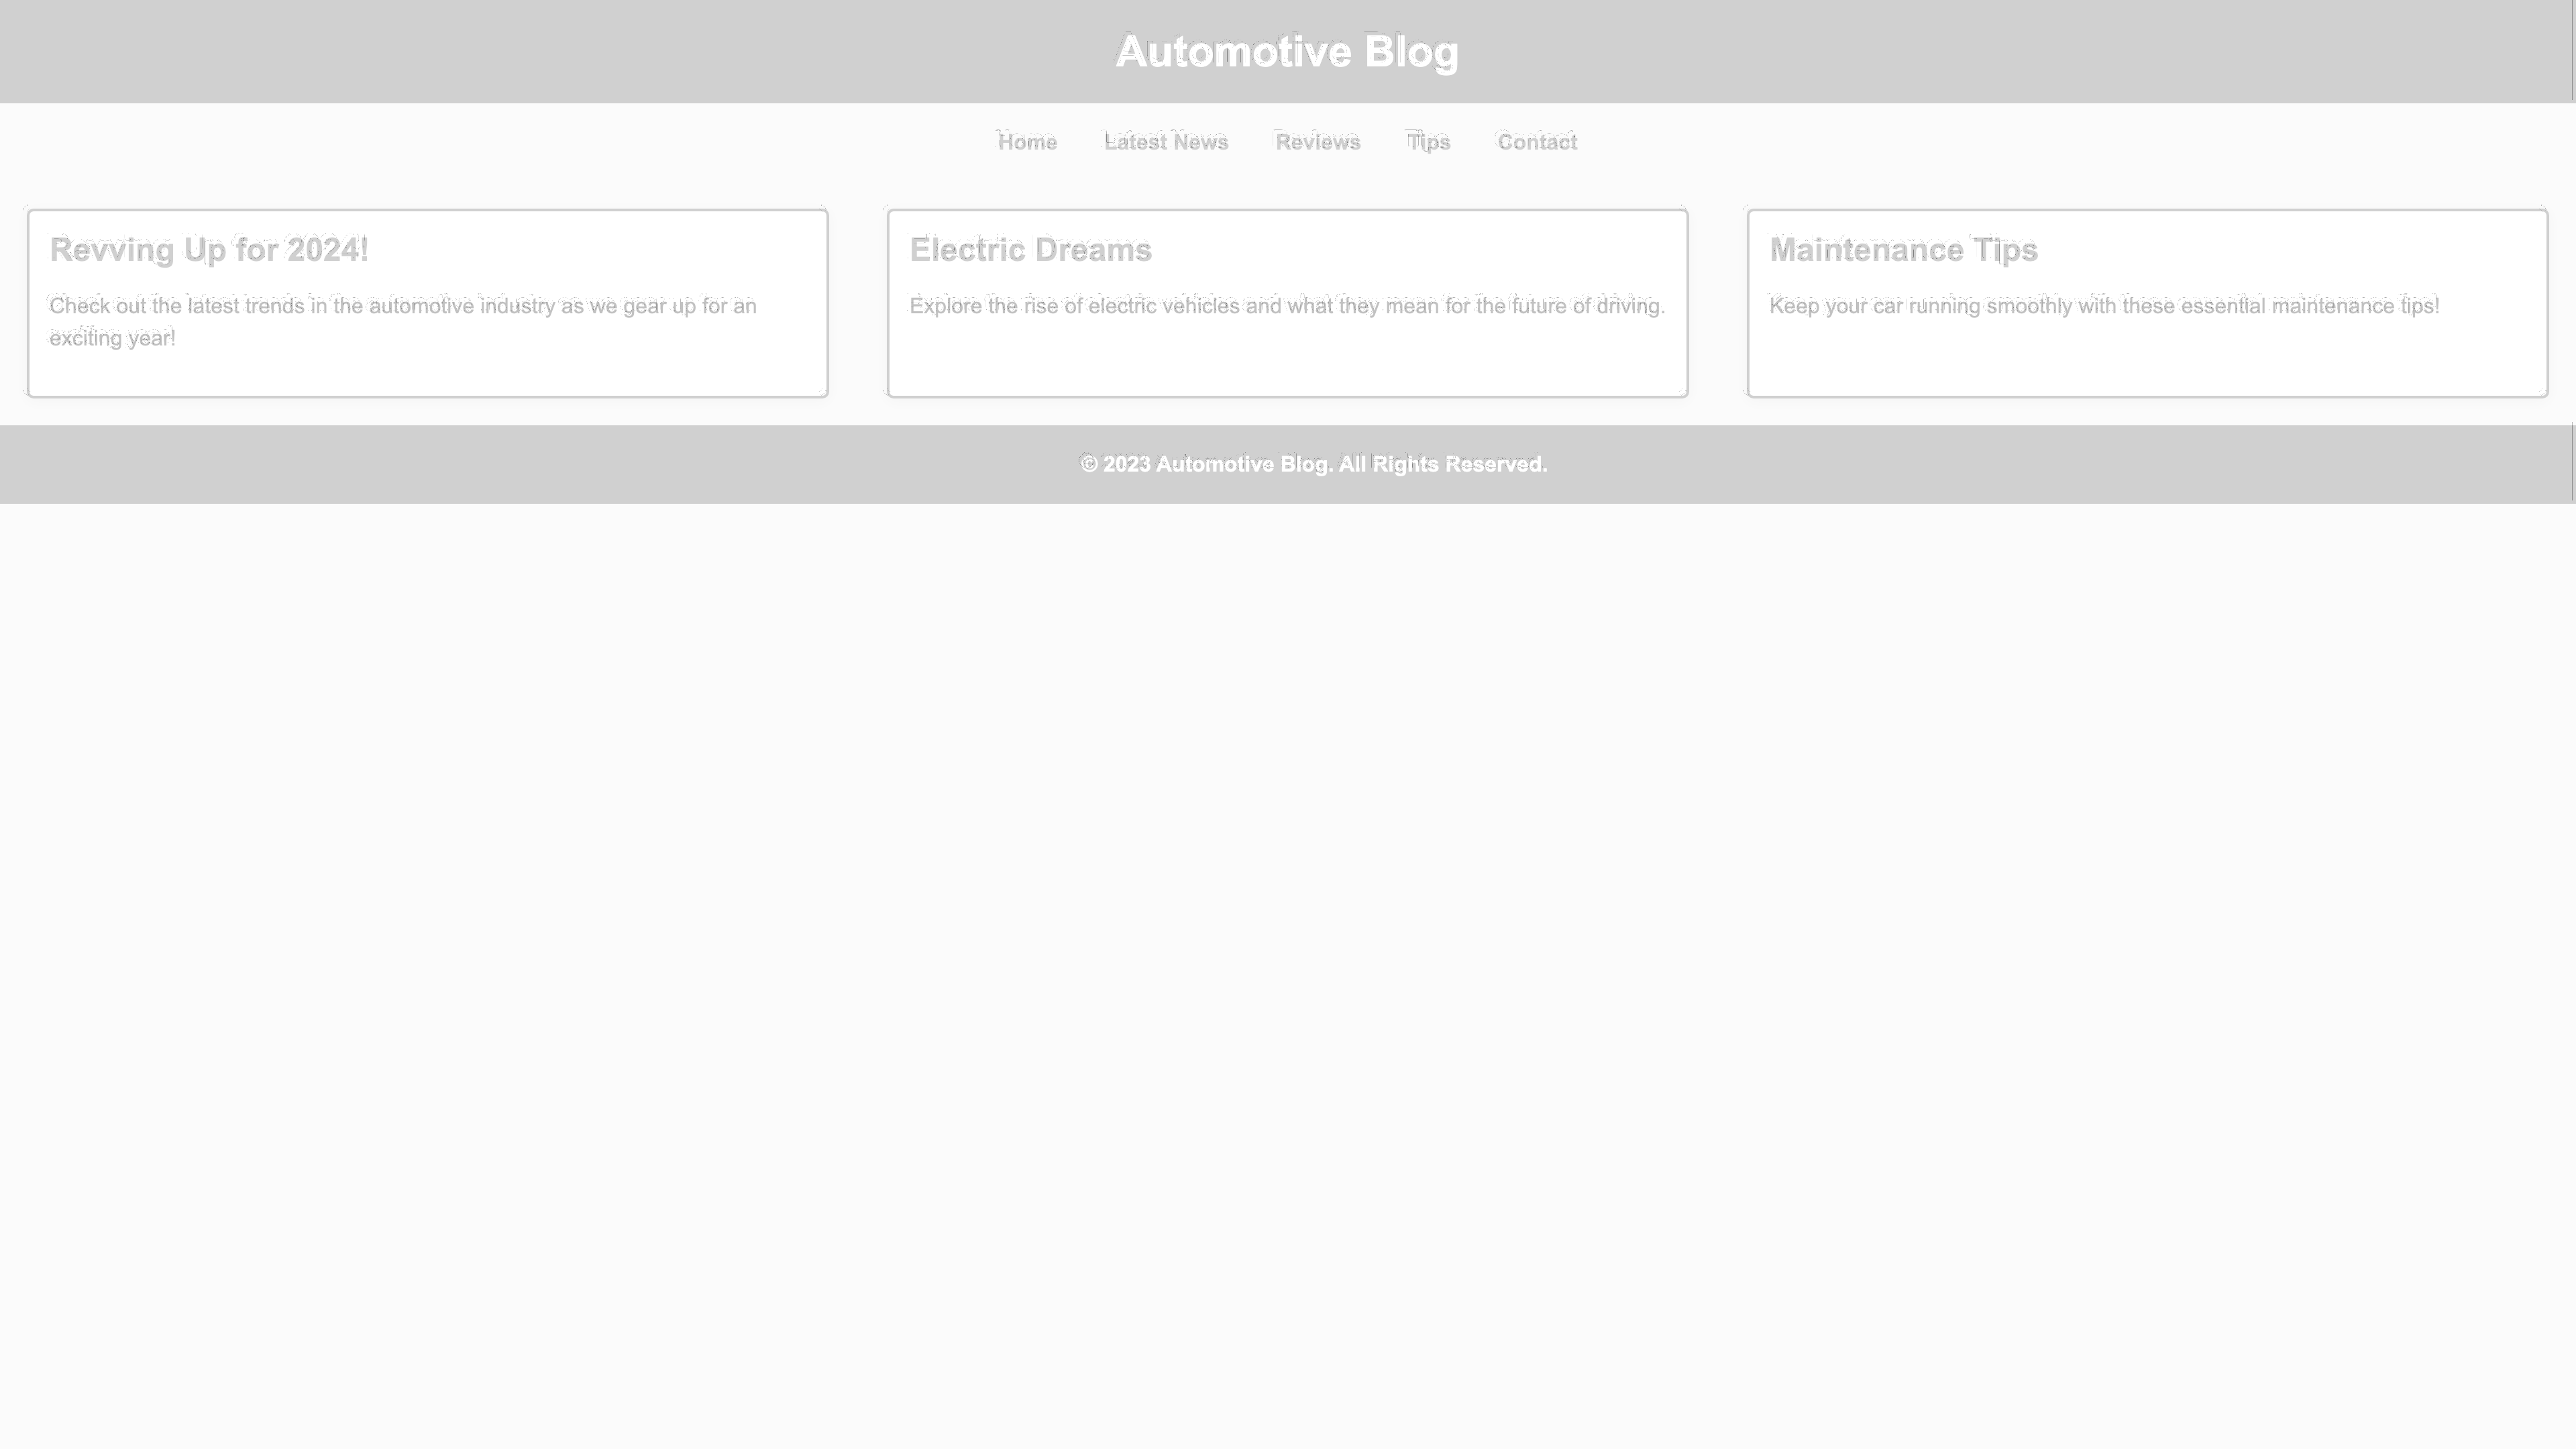 Automotive Blog
Home Latest News Reviews Tips Contact
Revving Up for 2024!
Check out the latest trends in the automotive industry as we gear up for an
exciting year!
Electric Dreams
Explore the rise of electric vehicles and what they mean for the future of driving.
Maintenance Tips
Keep your car running smoothly with these essential maintenance tips!
© 2023 Automotive Blog. All Rights Reserved.